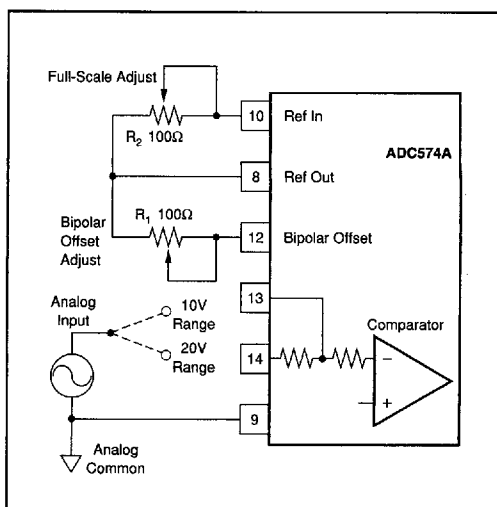 Full-Scale Adjust
R2 100Ω
10 Ref In
ADC574A
8 Ref Out
R1 100Ω
Bipolar
Offset
Adjust
12 Bipolar Offset
Analog
Input
10V
Range
20V
Range
13
14
Comparator
−
+
9
Analog
Common